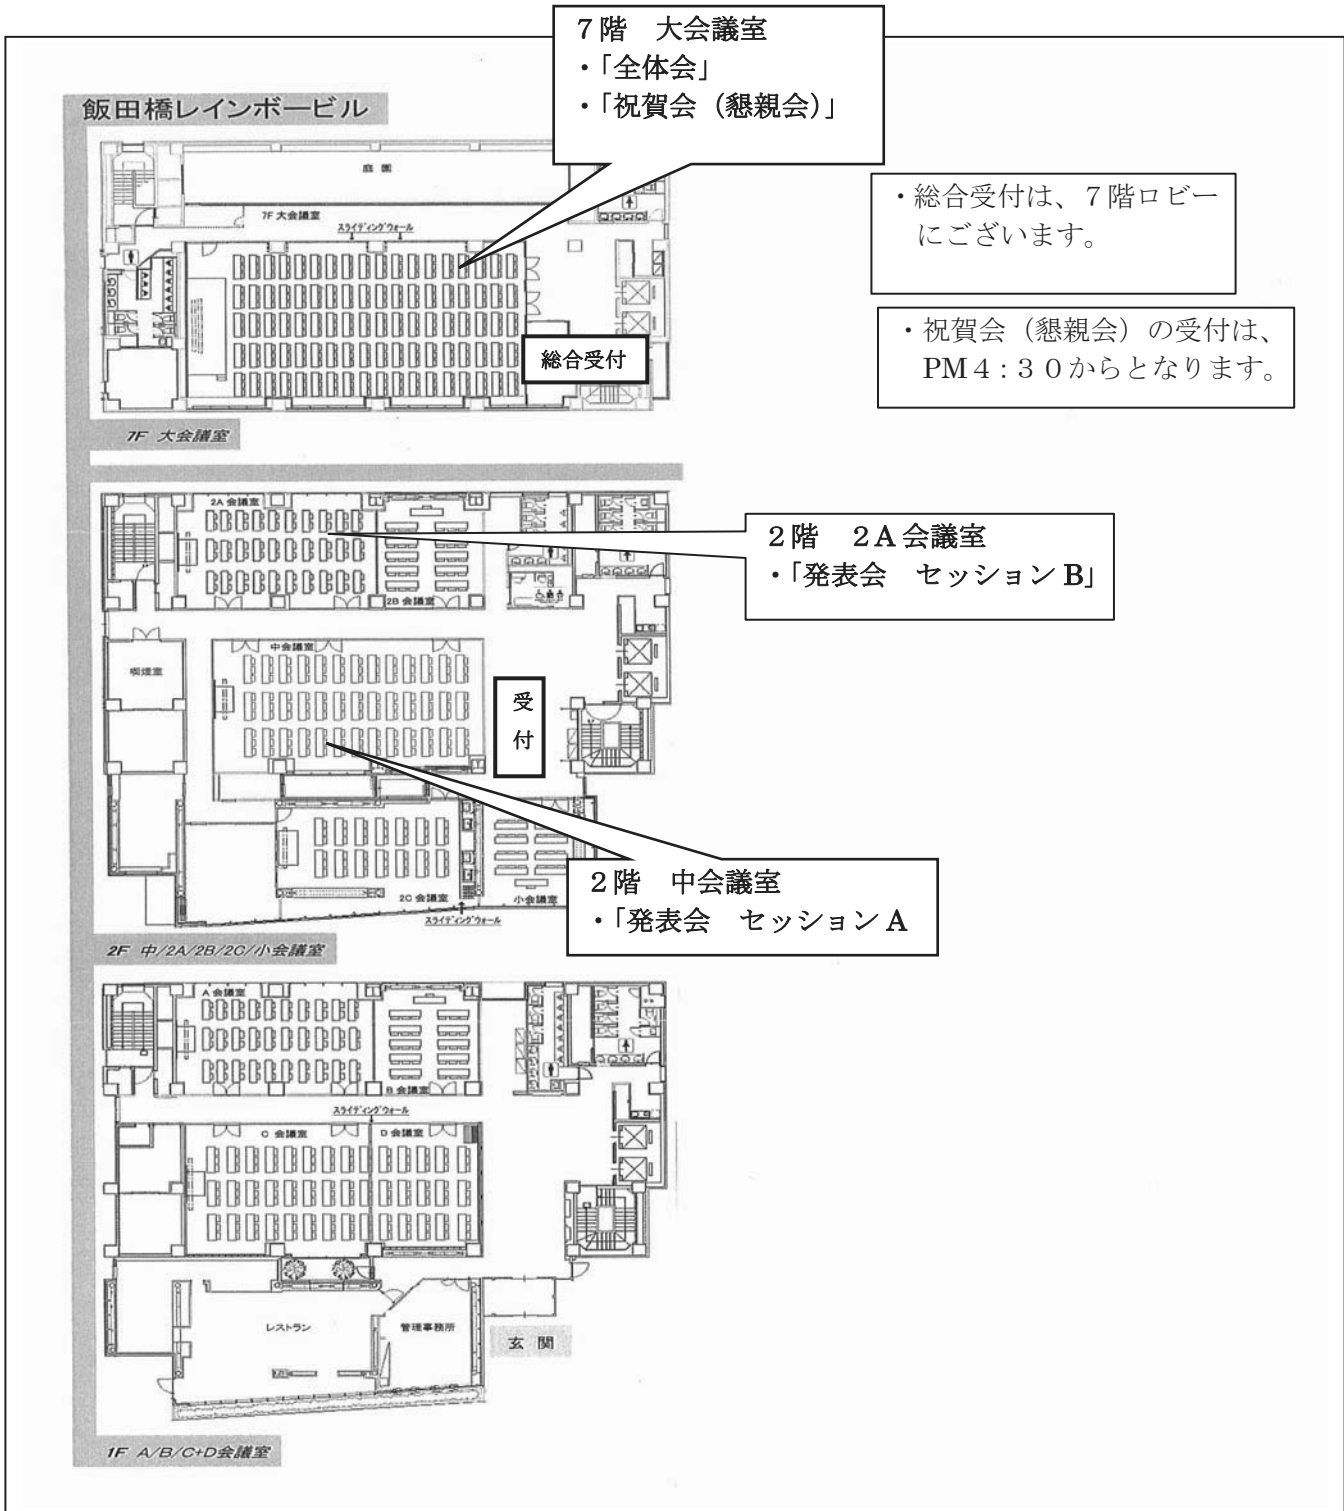 ７階　大会議室
・「全体会」
・「祝賀会（懇親会）」
飯田橋レインボービル
庭園
7F 大会議室
スライディングウォール
・総合受付は、７階ロビー
にございます。
・祝賀会（懇親会）の受付は、
PM４：３０からとなります。
総合受付
7F 大会議室
2A 会議室
2B 会議室
２階　２A 会議室
・「発表会　セッション B」
中会議室
喫煙室
受
付
2C 会議室
小会議室
スライディングウォール
２階　中会議室
・「発表会　セッション A
2F 中/2A/2B/2C/小会議室
A 会議室
B 会議室
スライディングウォール
C 会議室
D 会議室
レストラン
管理事務所
玄関
1F A/B/C+D会議室